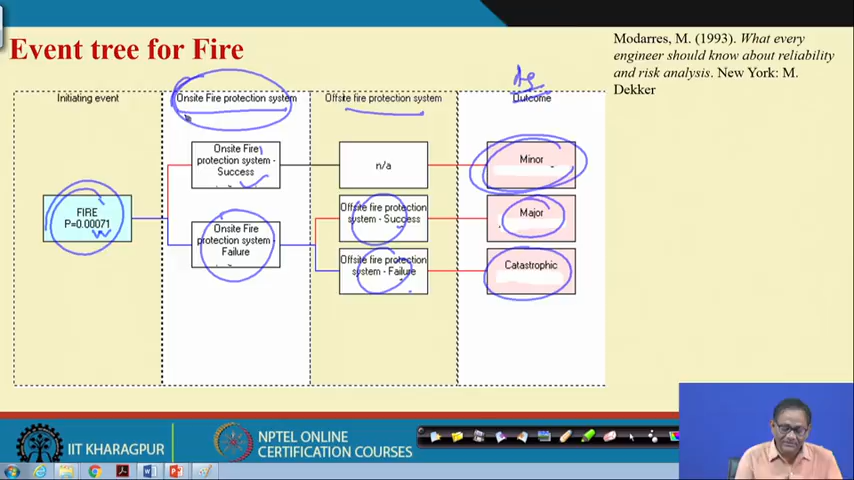 Event tree for Fire
Modarres, M. (1993). What every
engineer should know about reliability
and risk analysis. New York: M.
Dekker
Initiating event
Onsite Fire protection system
Offsite fire protection system
Outcome
FIRE
P=0.00071
Onsite Fire
protection system -
Success
Onsite Fire
protection system -
Failure
n/a
Offsite fire protection
system - Success
Offsite fire protection
system - Failure
Minor
Major
Catastrophic
IIT KHARAGPUR
NPTEL ONLINE
CERTIFICATION COURSES